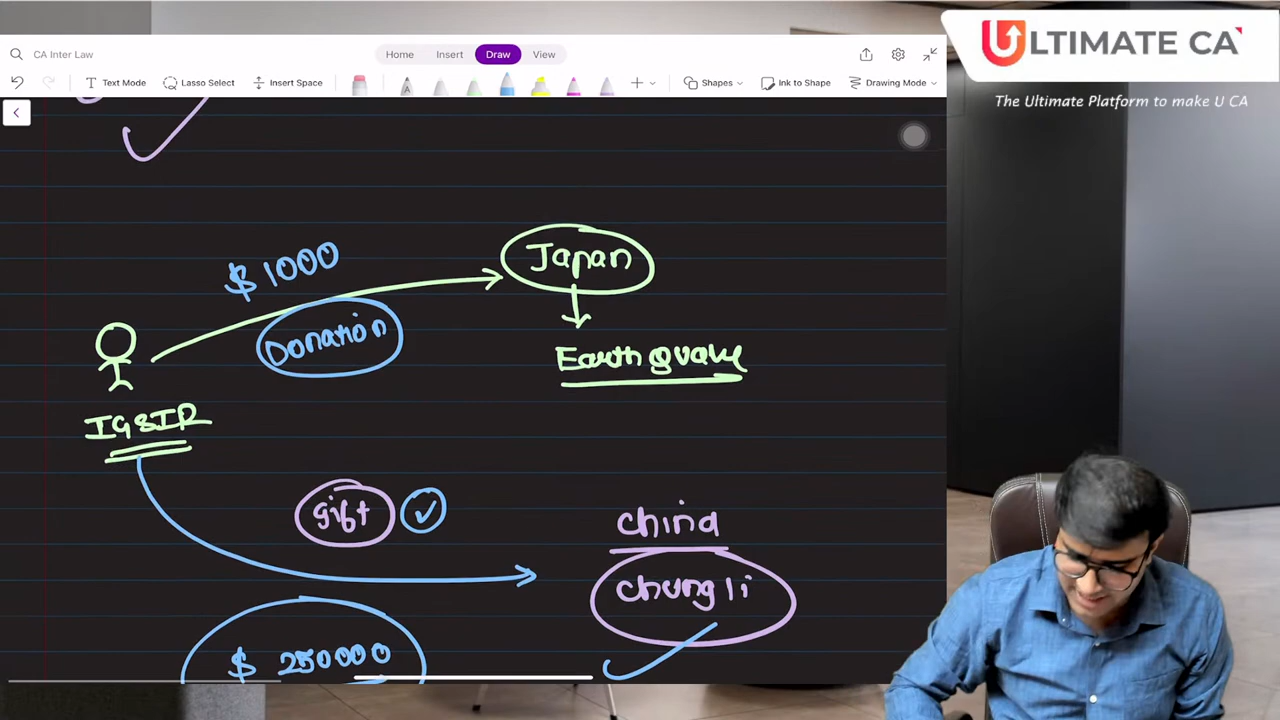 CA Inter Law
Home Insert Draw View
Text Mode Lasso Select Insert Space Shapes Ink to Shape Drawing Mode
ULTIMATE CA
The Ultimate Platform to make U CA
$ 1000
Japan
Donation
Earthquake
IGSIR
Gift
China
Chung li
$ 250000